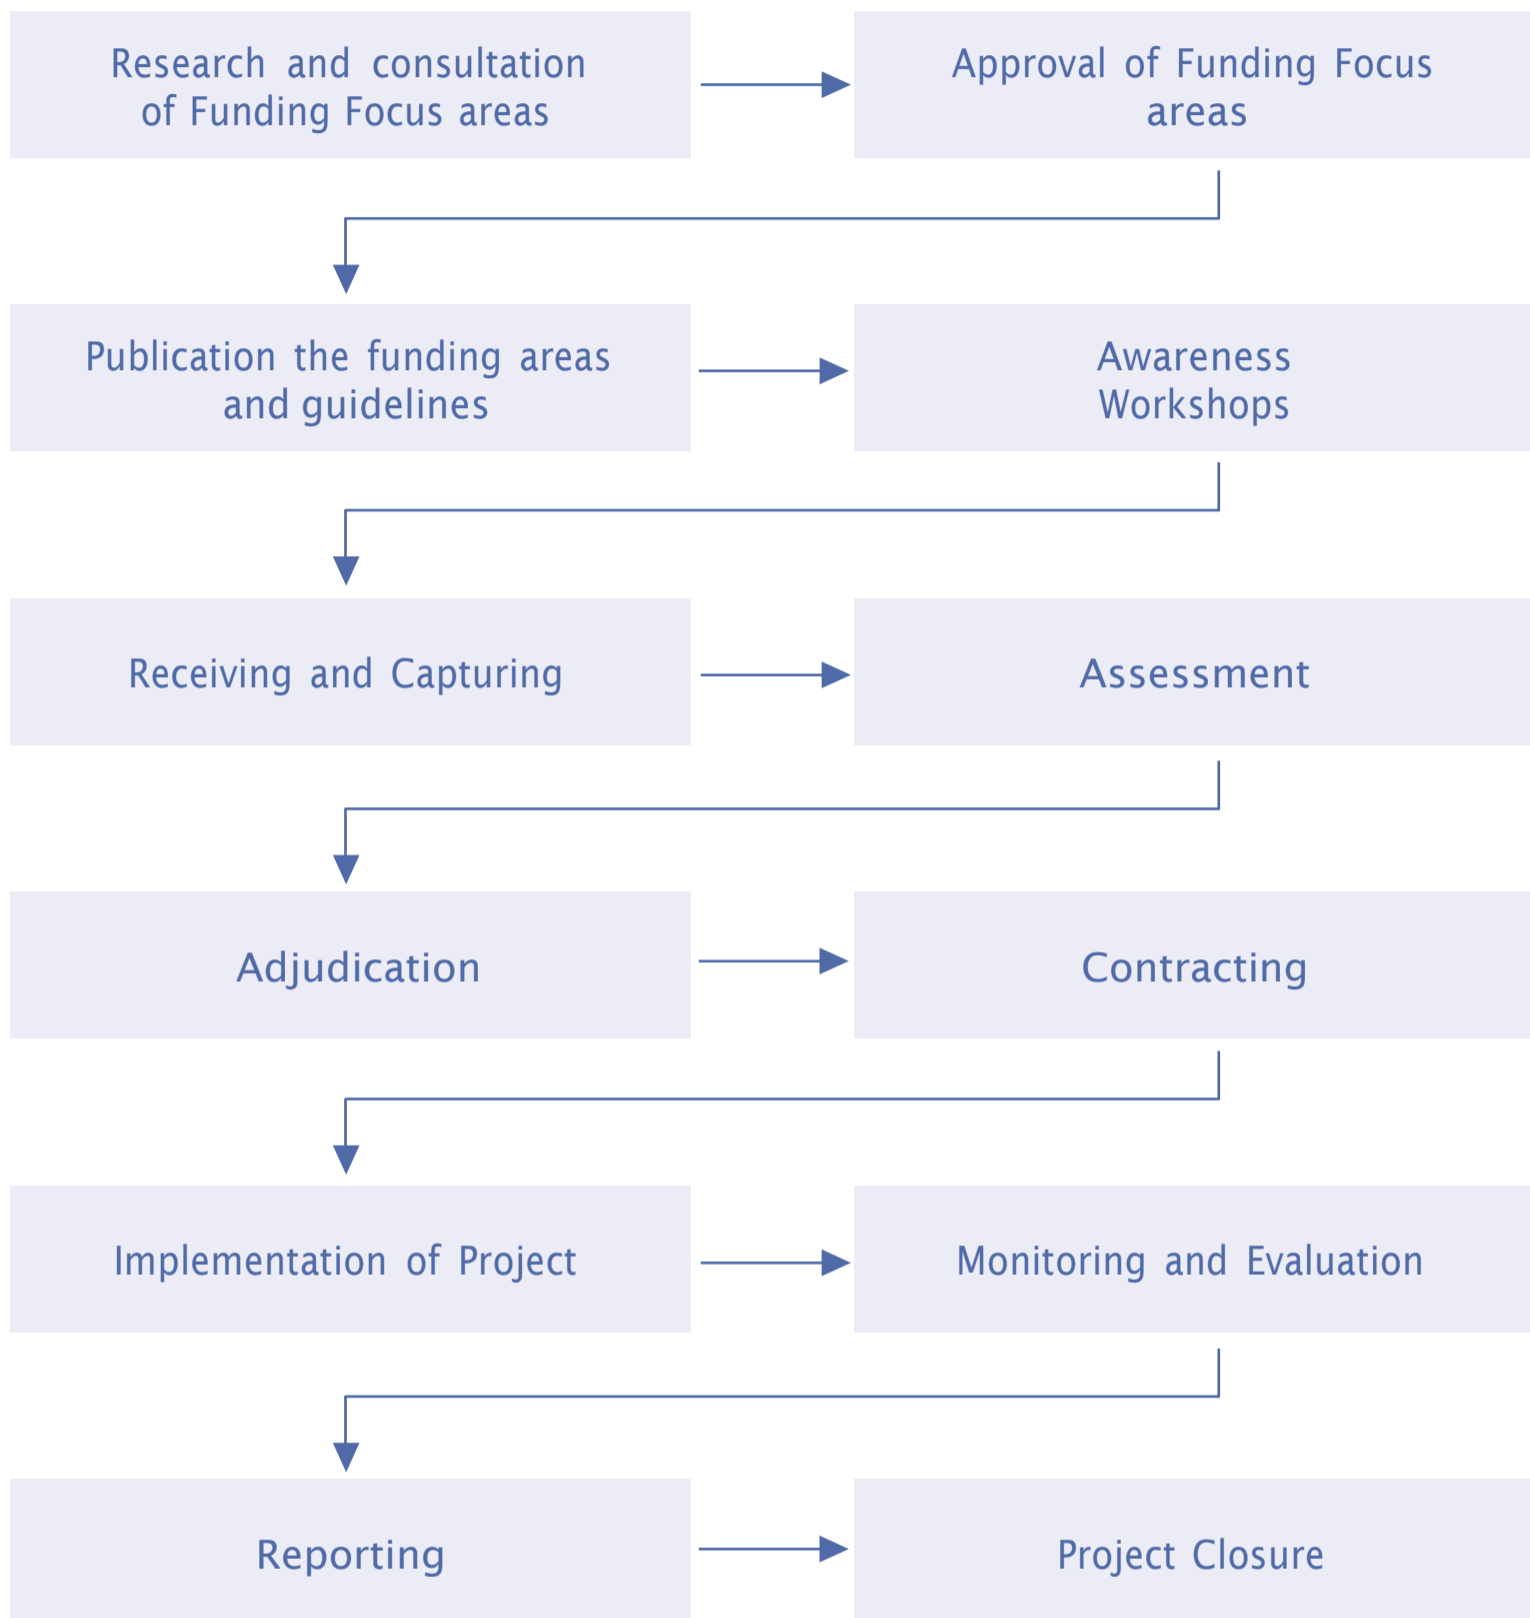 Research and consultation
of Funding Focus areas
Approval of Funding Focus
areas
Publication the funding areas
and guidelines
Awareness
Workshops
Receiving and Capturing
Assessment
Adjudication
Contracting
Implementation of Project
Monitoring and Evaluation
Reporting
Project Closure